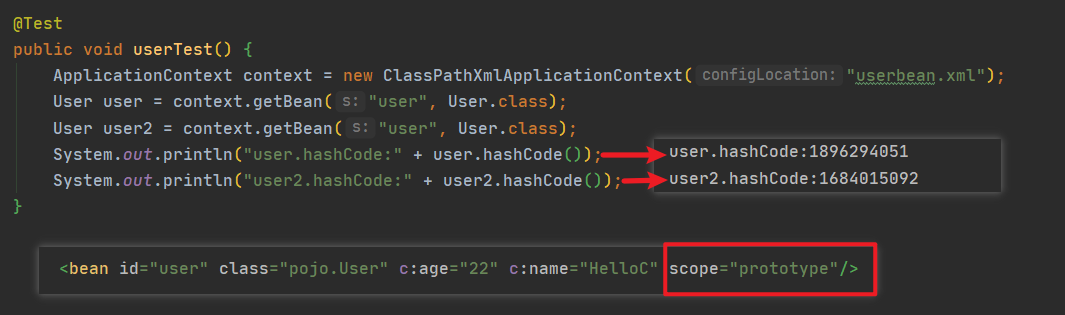 @Test
public void userTest() {
    ApplicationContext context = new ClassPathXmlApplicationContext( configLocation: "userbean.xml");
    User user = context.getBean( s: "user", User.class);
    User user2 = context.getBean( s: "user", User.class);
    System.out.println("user.hashCode:" + user.hashCode()); user.hashCode:1896294051
    System.out.println("user2.hashCode:" + user2.hashCode()); user2.hashCode:1684015092
}
<bean id="user" class="pojo.User" c:age="22" c:name="HelloC" scope="prototype"/>